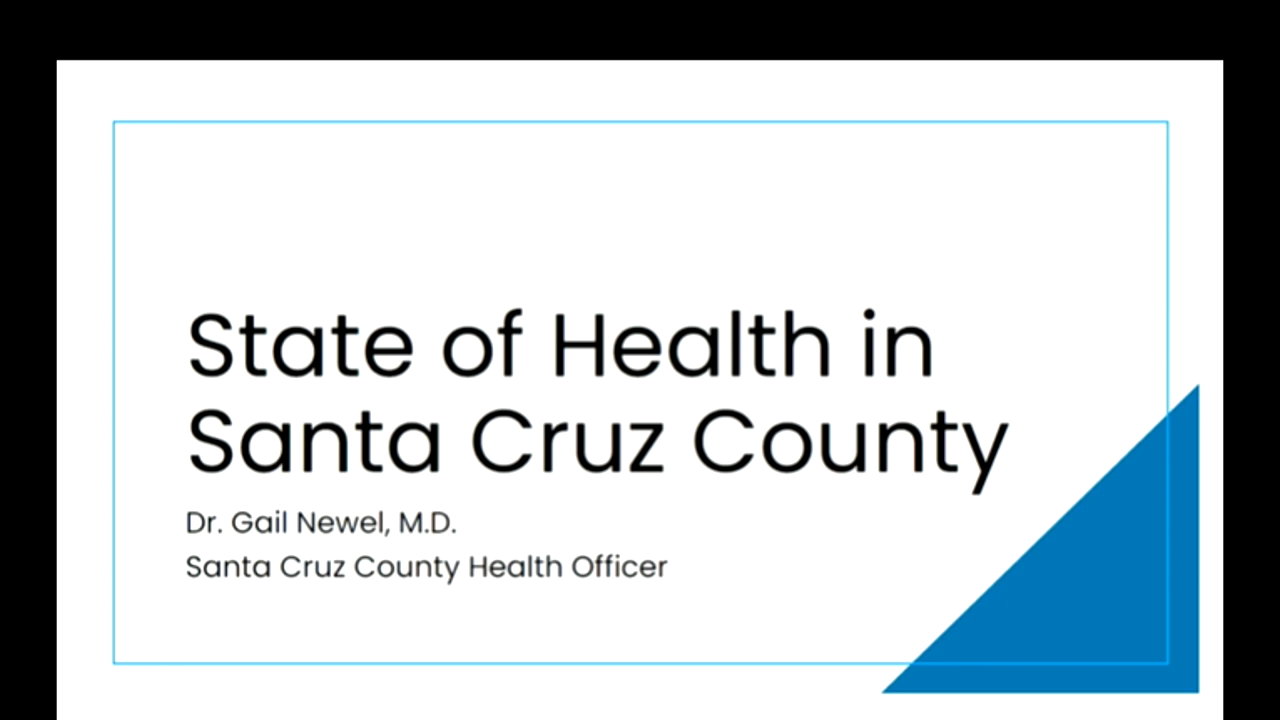 State of Health in
Santa Cruz County
Dr. Gail Newel, M.D.
Santa Cruz County Health Officer